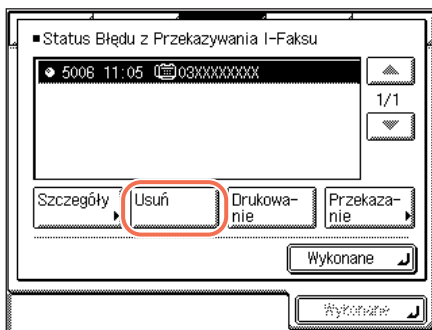 ■ Status Błędu z Przekazywania I-Faksu
5006 11:05 03XXXXXXXX
1/1
Szczegóły
Usuń
Drukowa-
nie
Przekaza-
nie
Wykonane
Wykonane